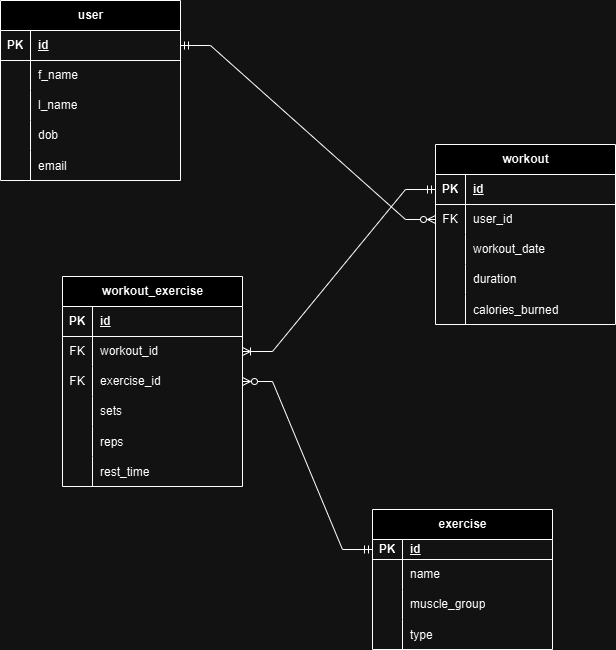 user
PK id
f_name
l_name
dob
email
workout
PK id
FK user_id
workout_date
duration
calories_burned
workout_exercise
PK id
FK workout_id
FK exercise_id
sets
reps
rest_time
exercise
PK id
name
muscle_group
type